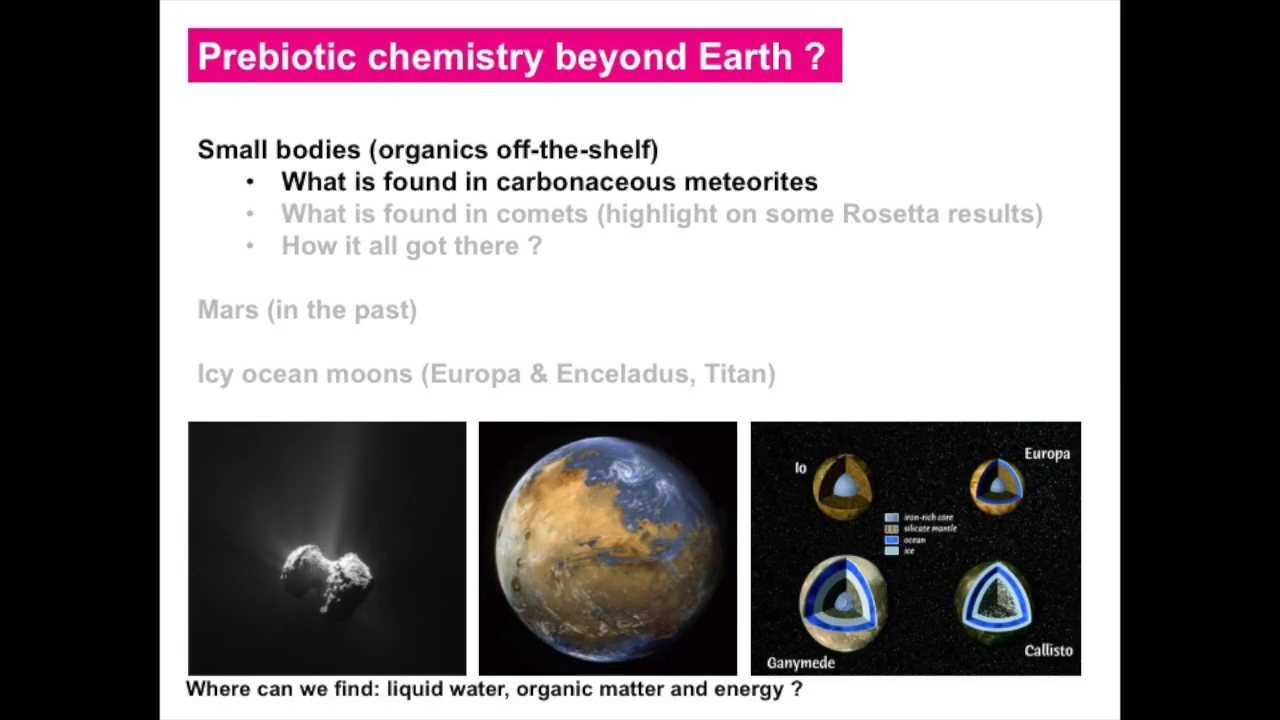 Prebiotic chemistry beyond Earth ?
Small bodies (organics off-the-shelf)
• What is found in carbonaceous meteorites
• What is found in comets (highlight on some Rosetta results)
• How it all got there ?
Mars (in the past)
Icy ocean moons (Europa & Enceladus, Titan)
Io
Europa
iron-rich core
silicate mantle
ocean
ice
Ganymede
Callisto
Where can we find: liquid water, organic matter and energy ?